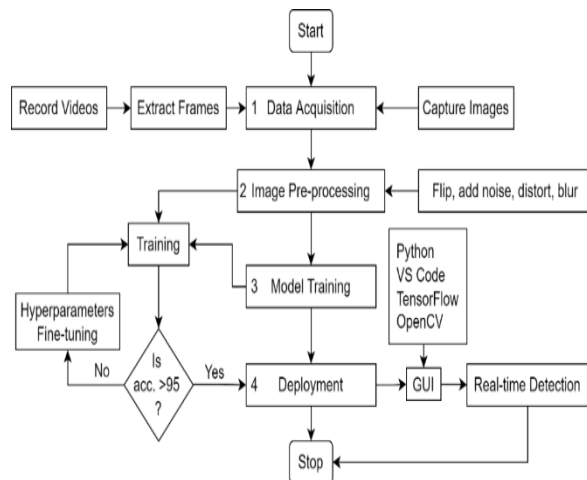 Start
Record Videos
Extract Frames
1 Data Acquisition
Capture Images
2 Image Pre-processing
Flip, add noise, distort, blur
Training
3 Model Training
Python
VS Code
TensorFlow
OpenCV
Hyperparameters
Fine-tuning
No
Is
acc. >95
?
Yes
4 Deployment
GUI
Real-time Detection
Stop